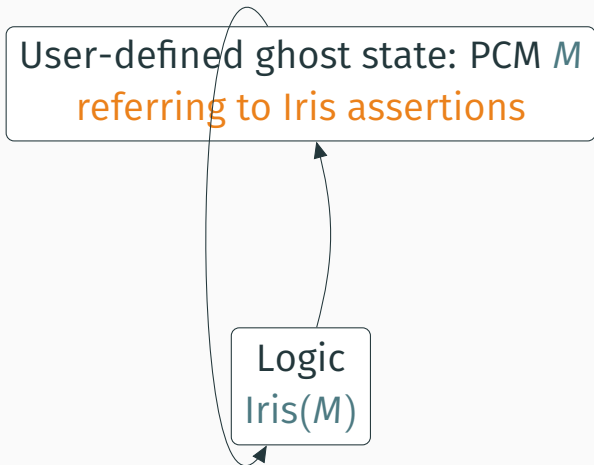 User-defined ghost state: PCM M
referring to Iris assertions
Logic
Iris(M)